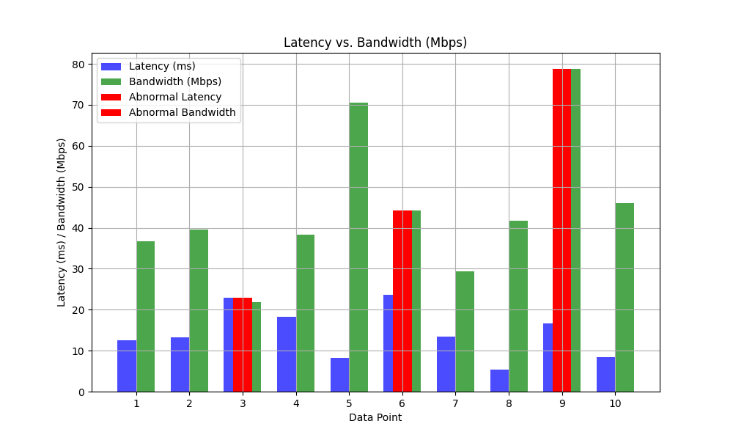 Latency vs. Bandwidth (Mbps)
Latency (ms)
Bandwidth (Mbps)
Abnormal Latency
Abnormal Bandwidth
Latency (ms) / Bandwidth (Mbps)
80
70
60
50
40
30
20
10
0
1 2 3 4 5 6 7 8 9 10
Data Point